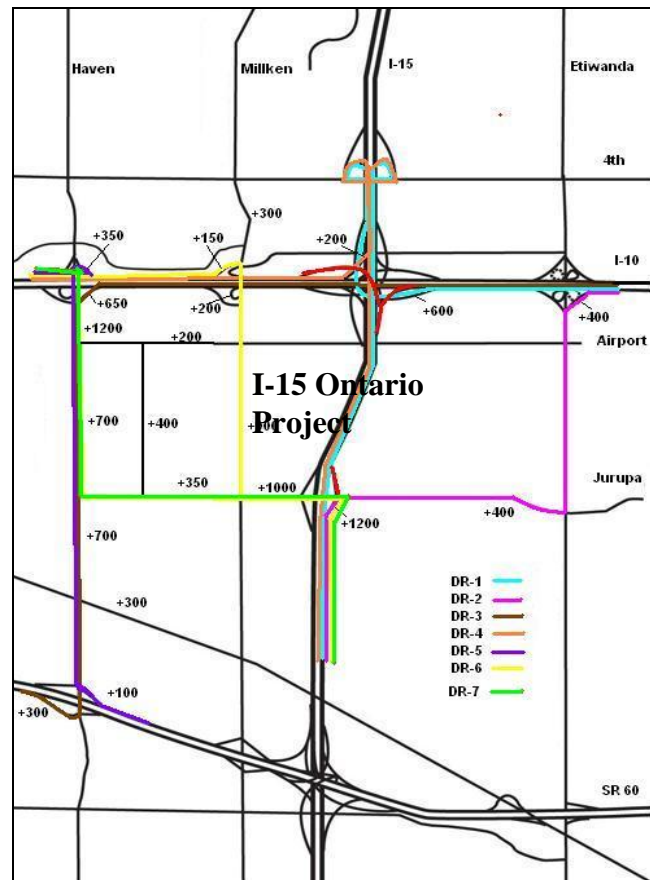 I-15
Haven
Millken
Etiwanda
4th
+300
+350
+150
+200
I-10
+650
+200
+600
+400
+1200
+200
Airport
I-15 Ontario
Project
+700
+400
+350
+1000
Jurupa
+1200
+400
+700
DR-1
DR-2
DR-3
DR-4
DR-5
DR-6
DR-7
+300
+100
+300
SR 60